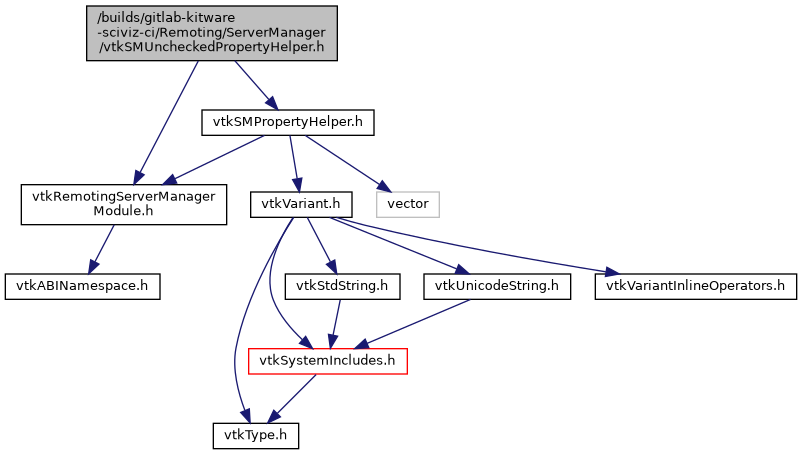 /builds/gitlab-kitware
-sciviz-ci/Remoting/ServerManager
/vtkSMUncheckedPropertyHelper.h
vtkSMPropertyHelper.h
vtkRemotingServerManager
Module.h
vtkVariant.h
vector
vtkABINamespace.h
vtkStdString.h
vtkUnicodeString.h
vtkVariantInlineOperators.h
vtkSystemIncludes.h
vtkType.h